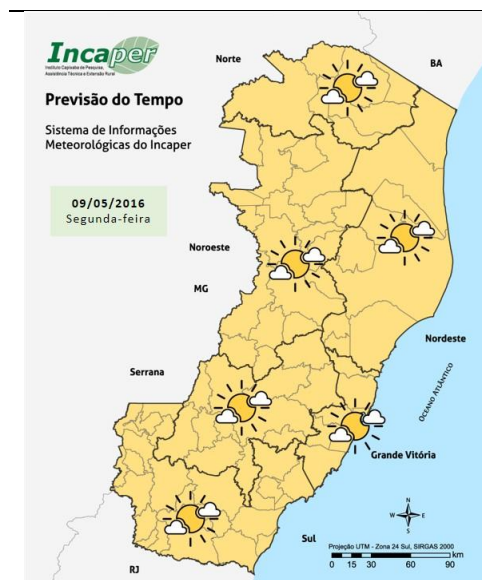 Incaper
Instituto Capixaba de Pesquisa,
Assistência Técnica e Extensão Rural
Previsão do Tempo
Sistema de Informações
Meteorológicas do Incaper
09/05/2016
Segunda-feira
Norte
BA
Noroeste
MG
Nordeste
Serrana
OCEANO ATLÂNTICO
Grande Vitória
Sul
RJ
N
W
E
S
Projeção UTM - Zona 24 Sul, SIRGAS 2000
km
0 15 30 60 90